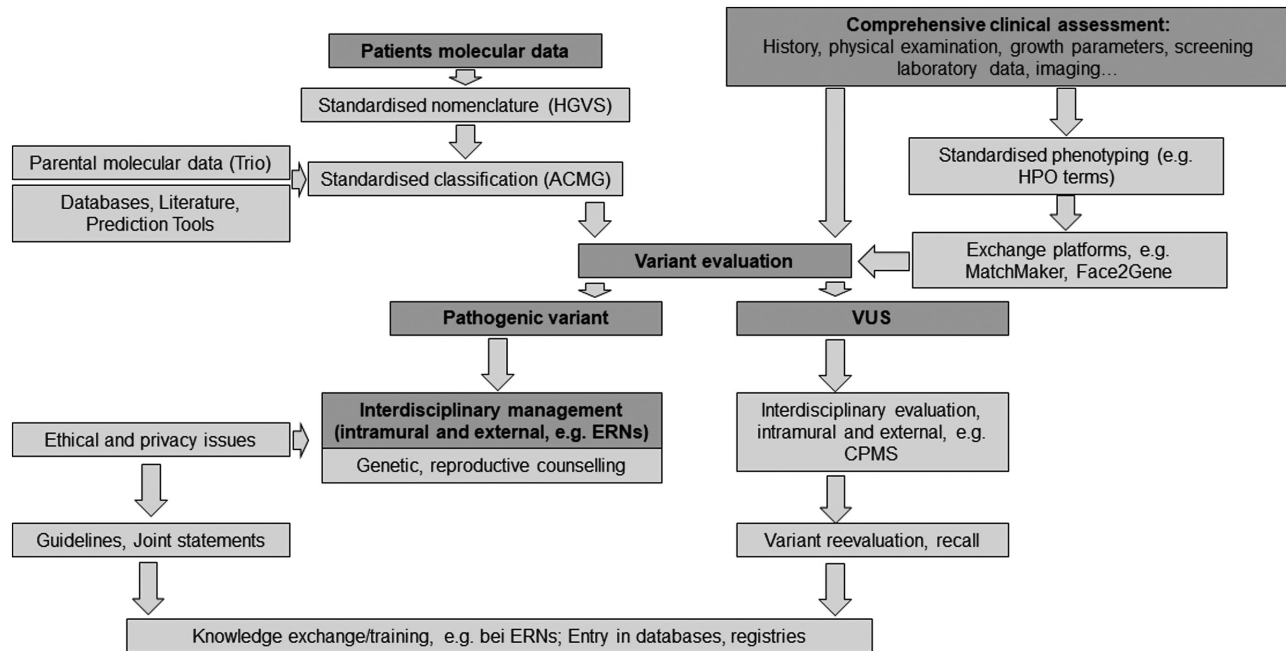 Patients molecular data
Standardised nomenclature (HGVS)
Parental molecular data (Trio)
Databases, Literature,
Prediction Tools
Standardised classification (ACMG)
Comprehensive clinical assessment:
History, physical examination, growth parameters, screening
laboratory data, imaging…
Standardised phenotyping (e.g.
HPO terms)
Exchange platforms, e.g.
MatchMaker, Face2Gene
Variant evaluation
Pathogenic variant
VUS
Interdisciplinary management
(intramural and external, e.g. ERNs)
Genetic, reproductive counselling
Interdisciplinary evaluation,
intramural and external, e.g.
CPMS
Ethical and privacy issues
Guidelines, Joint statements
Variant reevaluation, recall
Knowledge exchange/training, e.g. bei ERNs; Entry in databases, registries